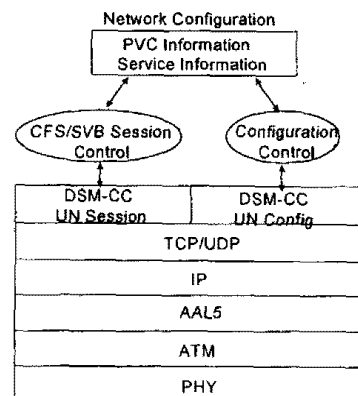 Network Configuration
PVC Information
Service Information
CFS/SVB Session
Control
Configuration
Control
DSM-CC
UN Session
DSM-CC
UN Config
TCP/UDP
IP
AAL5
ATM
PHY